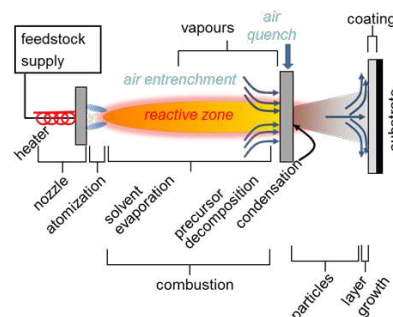 feedstock
supply
vapours
air
quench
coating
air entrenchment
reactive zone
heater
substrate
nozzle
atomization
solvent
evaporation
precursor
decomposition
condensation
combustion
particles
layer
growth